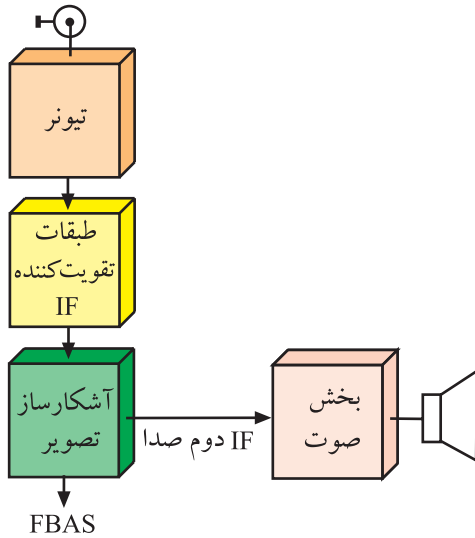 تیونر
طبقات
تقویت‌کننده
IF
آشکارساز
تصویر
IF دوم صدا
بخش
صوت
FBAS